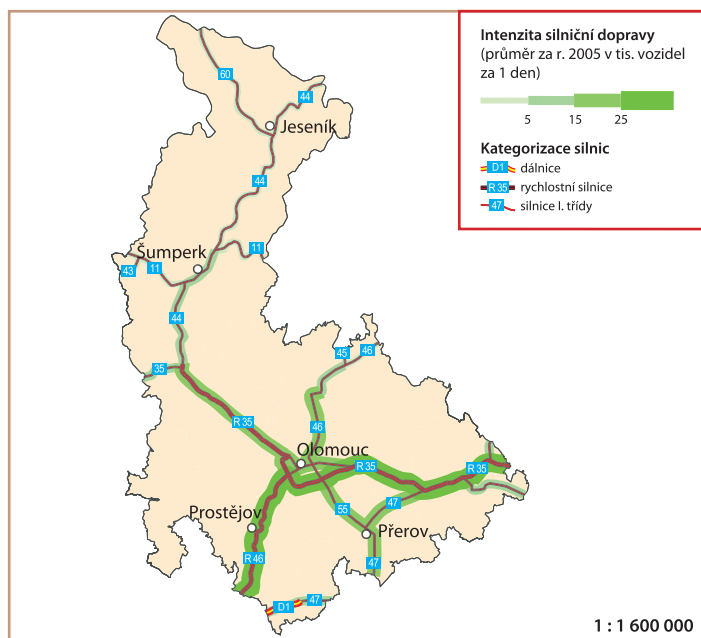 Intenzita silniční dopravy
(průměr za r. 2005 v tis. vozidel
za 1 den)
5 15 25
Kategorizace silnic
D1 dálnice
R 35 rychlostní silnice
47 silnice I. třídy
60
44
Jeseník
44
Šumperk
11
43
11
44
35
45
46
R 35
46
Olomouc
R 35
R 35
47
55
Prostějov
Přerov
R 46
47
D1
47
1 : 1 600 000